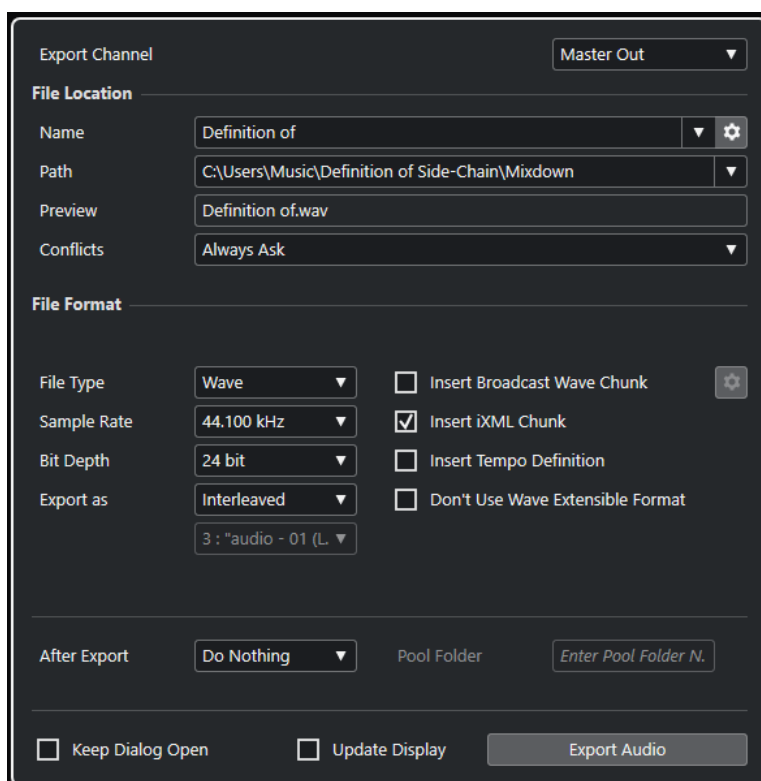 Export Channel Master Out
File Location
Name Definition of
Path C:\Users\Music\Definition of Side-Chain\Mixdown
Preview Definition of.wav
Conflicts Always Ask
File Format
File Type Wave Insert Broadcast Wave Chunk
Sample Rate 44.100 kHz Insert iXML Chunk
Bit Depth 24 bit Insert Tempo Definition
Export as Interleaved Don't Use Wave Extensible Format
3 : "audio - 01 (L.
After Export Do Nothing Pool Folder Enter Pool Folder N.
Keep Dialog Open Update Display Export Audio